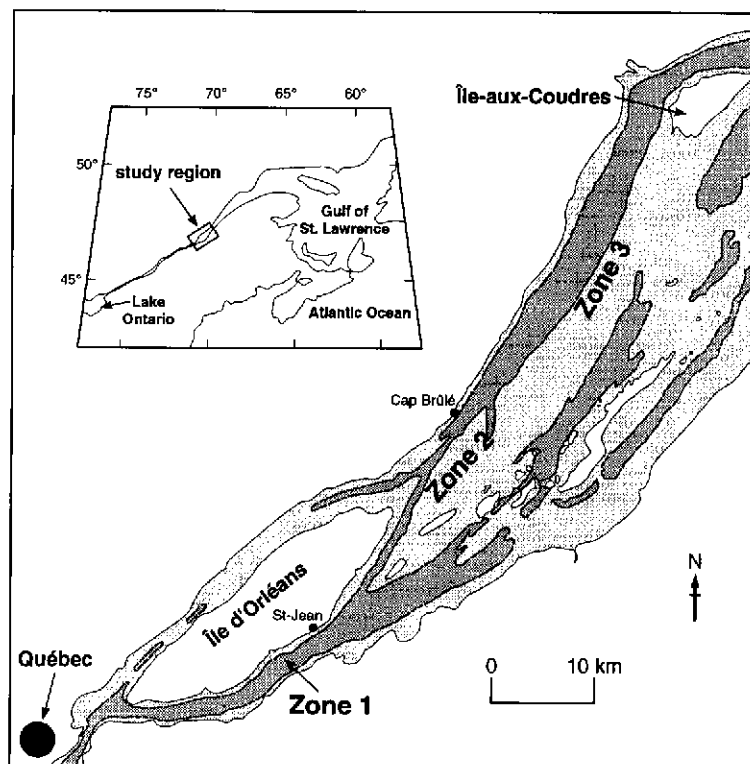 75°
70°
65°
60°
50°
45°
study region
Gulf of
St. Lawrence
Lake
Ontario
Atlantic Ocean
Île-aux-Coudres
Zone 3
Cap Brûlé
Zone 2
Île d'Orléans
St-Jean
N
Québec
0 10 km
Zone 1